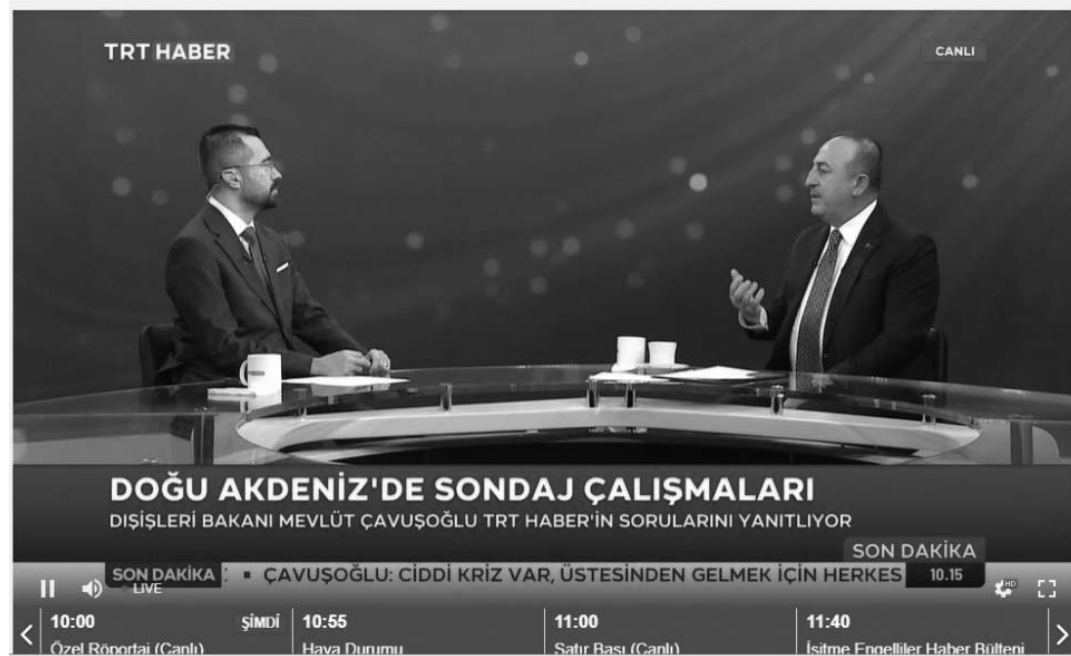 TRT HABER
CANLI
DOĞU AKDENİZ'DE SONDAJ ÇALIŞMALARI
DIŞİŞLERİ BAKANI MEVLÜT ÇAVUŞOĞLU TRT HABER'İN SORULARINI YANITLIYOR
SON DAKİKA
SON DAKİKA : ▪ ÇAVUŞOĞLU: CİDDİ KRİZ VAR, ÜSTESİNDEN GELMEK İÇİN HERKES 10.15
LIVE
HD
10:00 ŞİMDİ 10:55 11:00 11:40
Özel Röportaj (Canlı) Hava Durumu Satır Başı (Canlı) İşitme Engelliler Haber Bülteni